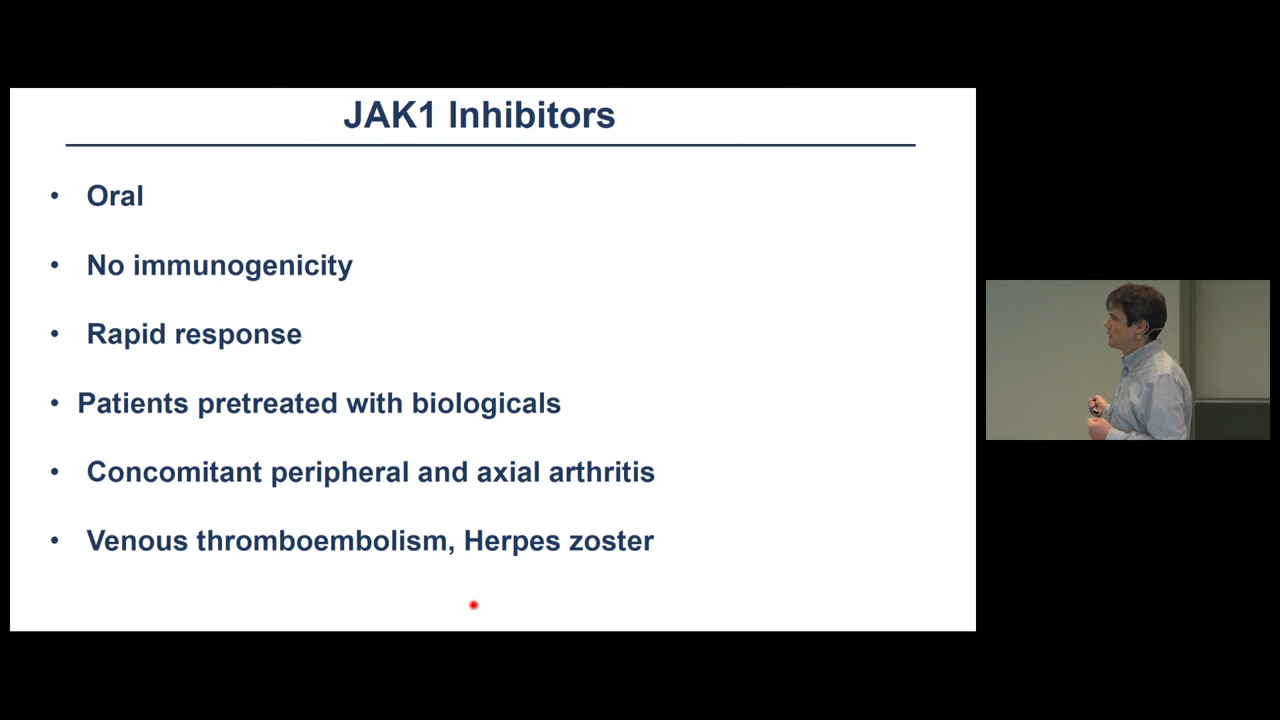 JAK1 Inhibitors
• Oral
• No immunogenicity
• Rapid response
• Patients pretreated with biologicals
• Concomitant peripheral and axial arthritis
• Venous thromboembolism, Herpes zoster